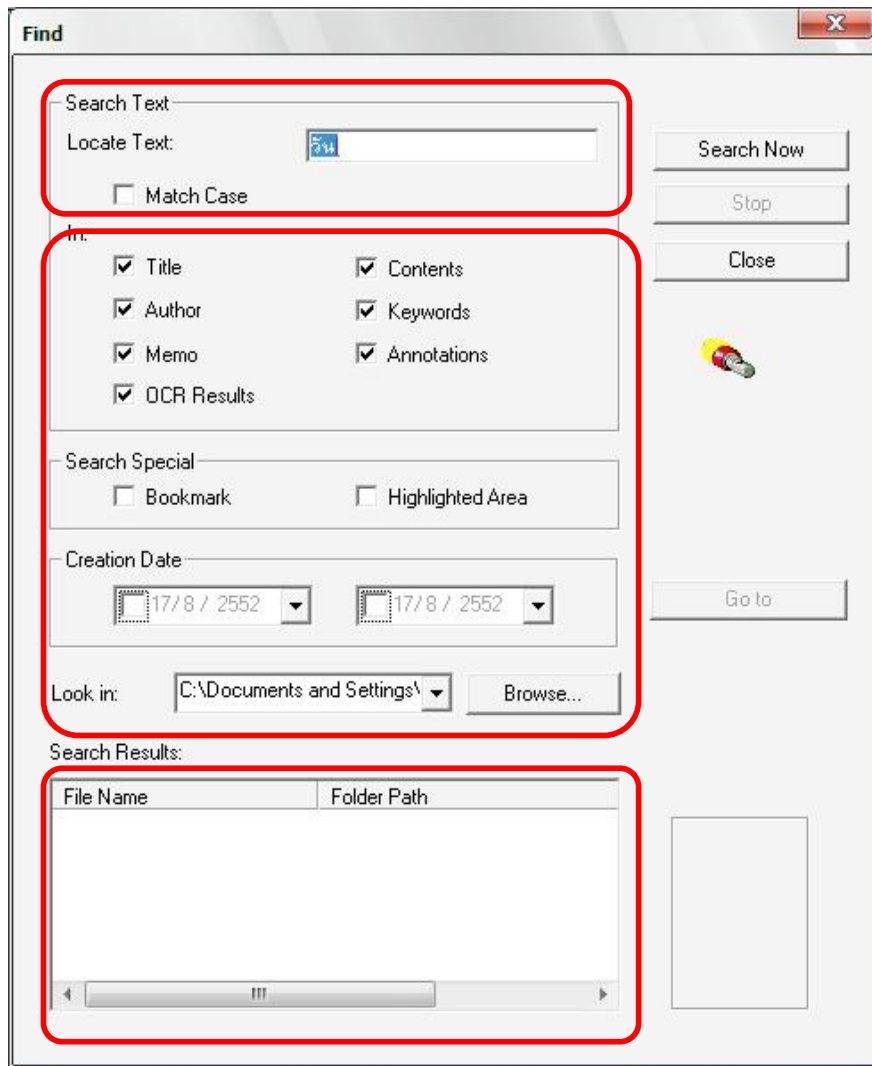 Find
Search Text
Locate Text: วัน
Match Case
Search Now
Stop
Close
In:
Title
Contents
Author
Keywords
Memo
Annotations
OCR Results
Search Special
Bookmark
Highlighted Area
Creation Date
17/ 8 / 2552
17/ 8 / 2552
Go to
Look in: C:\Documents and Settings\
Browse...
Search Results:
File Name
Folder Path